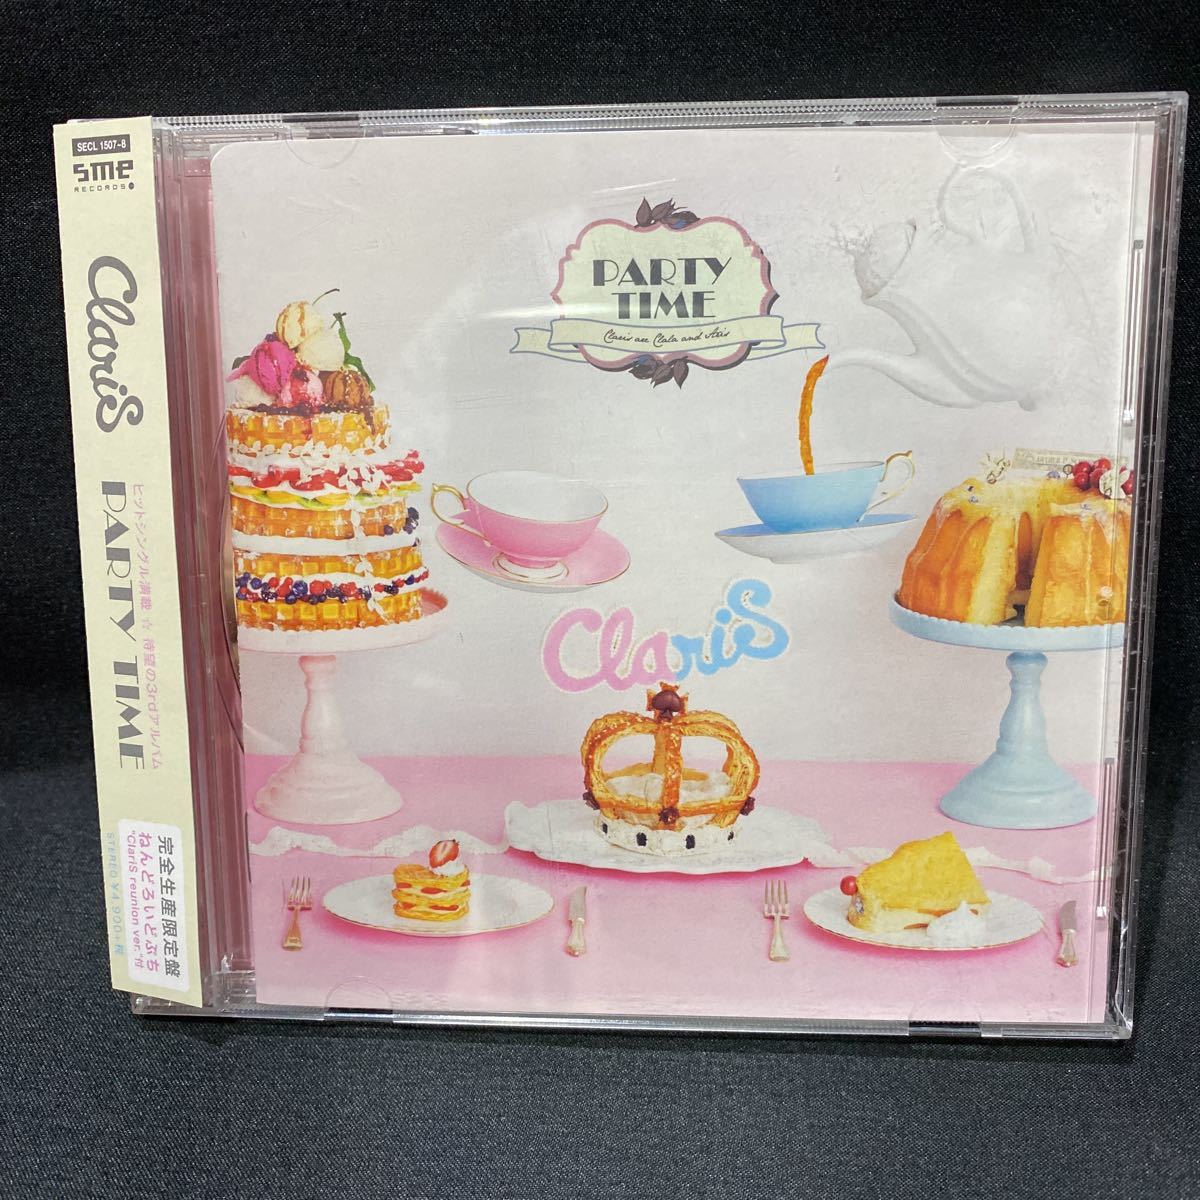 SECL 1507-8
sme
RECORDS
ClariS
PARTY TIME
ヒットシングル満載 ☆ 待望の3rdアルバム
STEREO ¥4,900+税
完全生産限定盤
ねんどろいどぷち
"ClariS reunion ver."付
PARTY
TIME
ClariS are Clara and Alis
ClariS